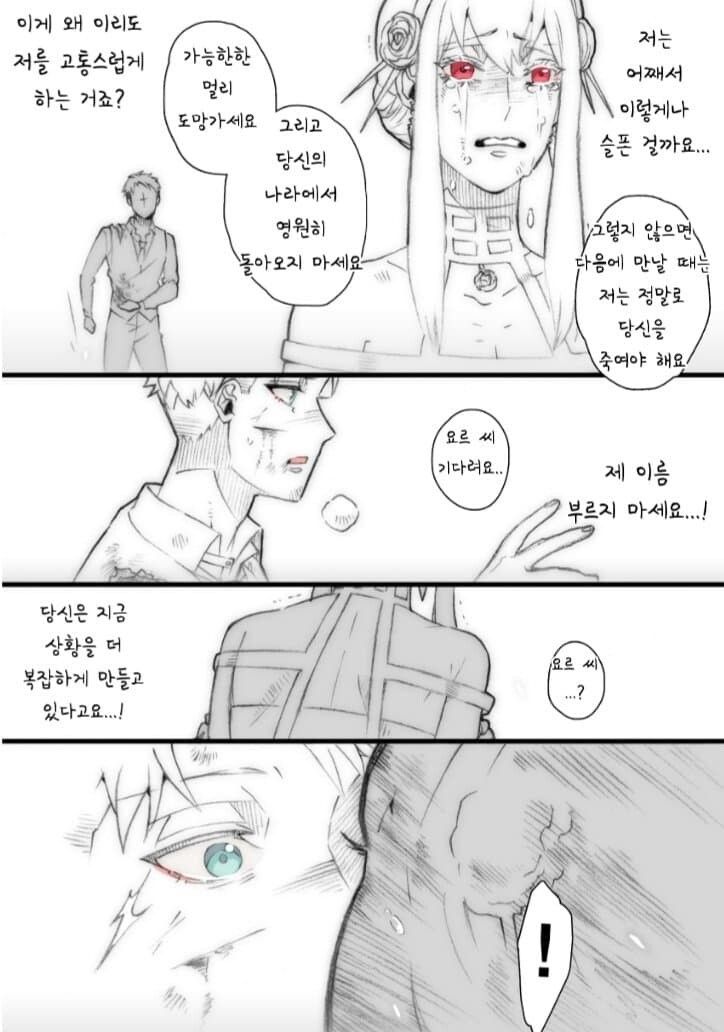 이게 왜 이리도
저를 고통스럽게
하는 거죠?
가능한한
멀리
도망가세요
그리고
당신의
나라에서
영원히
돌아오지 마세요
저는
어째서
이렇게나
슬픈 걸까요...
그렇지 않으면
다음에 만날 때는
저는 정말로
당신을
죽여야 해요
요르 씨
기다려요..
제 이름
부르지 마세요...!
당신은 지금
상황을 더
복잡하게 만들고
있다고요...!
요르 씨
...?
!